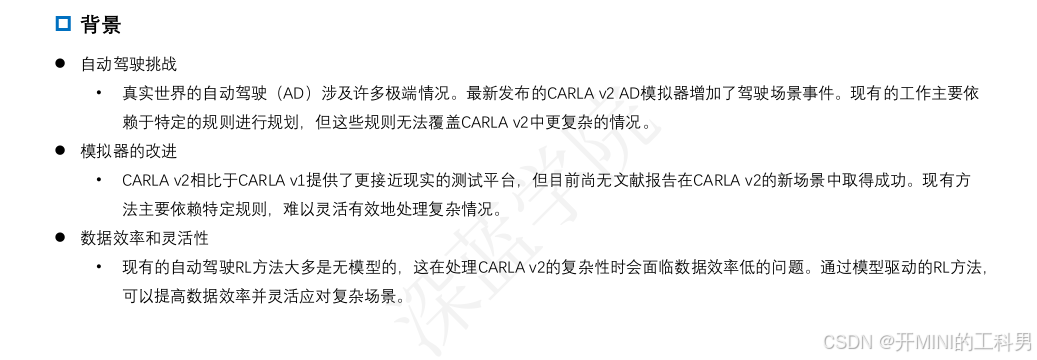 背景
自动驾驶挑战
真实世界的自动驾驶（AD）涉及许多极端情况。最新发布的CARLA v2 AD模拟器增加了驾驶场景事件。现有的工作主要依
赖于特定的规则进行规划，但这些规则无法覆盖CARLA v2中更复杂的情况。
模拟器的改进
CARLA v2相比于CARLA v1提供了更接近现实的测试平台，但目前尚无文献报告在CARLA v2的新场景中取得成功。现有方
法主要依赖特定规则，难以灵活有效地处理复杂情况。
数据效率和灵活性
现有的自动驾驶RL方法大多是无模型的，这在处理CARLA v2的复杂性时会面临数据效率低的问题。通过模型驱动的RL方法，
可以提高数据效率并灵活应对复杂场景。
深蓝学院
CSDN @开MINI的工科男